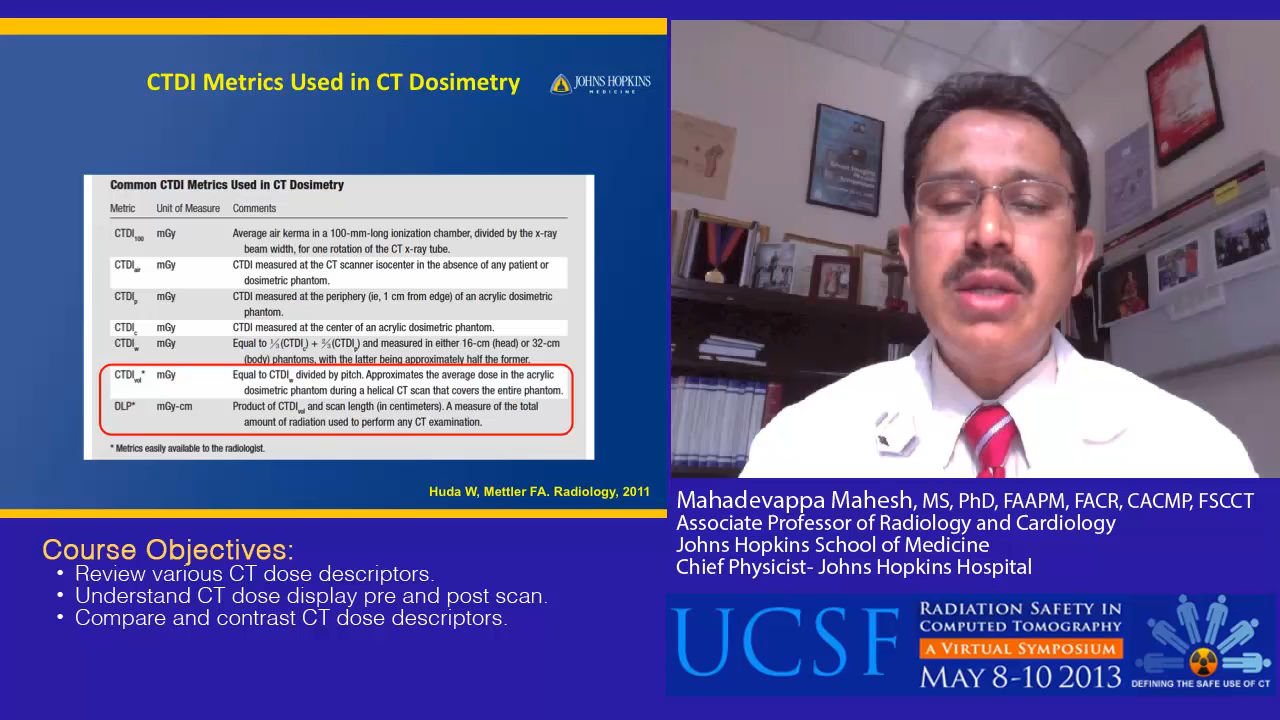 CTDI Metrics Used in CT Dosimetry
JOHNS HOPKINS
MEDICINE
Common CTDI Metrics Used in CT Dosimetry
Metric Unit of Measure Comments
CTDI100 mGy Average air kerma in a 100-mm-long ionization chamber, divided by the x-ray
beam width, for one rotation of the CT x-ray tube.
CTDIair mGy CTDI measured at the CT scanner isocenter in the absence of any patient or
dosimetric phantom.
CTDIp mGy CTDI measured at the periphery (ie, 1 cm from edge) of an acrylic dosimetric
phantom.
CTDIc mGy CTDI measured at the center of an acrylic dosimetric phantom.
CTDIw mGy Equal to ⅓(CTDIc) + ⅔(CTDIp) and measured in either 16-cm (head) or 32-cm
(body) phantoms, with the latter being approximately half the former.
CTDIvol* mGy Equal to CTDIw divided by pitch. Approximates the average dose in the acrylic
dosimetric phantom during a helical CT scan that covers the entire phantom.
DLP* mGy-cm Product of CTDIvol and scan length (in centimeters). A measure of the total
amount of radiation used to perform any CT examination.
* Metrics easily available to the radiologist.
Huda W, Mettler FA. Radiology, 2011
Course Objectives:
• Review various CT dose descriptors.
• Understand CT dose display pre and post scan.
• Compare and contrast CT dose descriptors.
Mahadevappa Mahesh, MS, PhD, FAAPM, FACR, CACMP, FSCCT
Associate Professor of Radiology and Cardiology
Johns Hopkins School of Medicine
Chief Physicist- Johns Hopkins Hospital
UCSF
RADIATION SAFETY IN
COMPUTED TOMOGRAPHY
A VIRTUAL SYMPOSIUM
MAY 8-10 2013
DEFINING THE SAFE USE OF CT